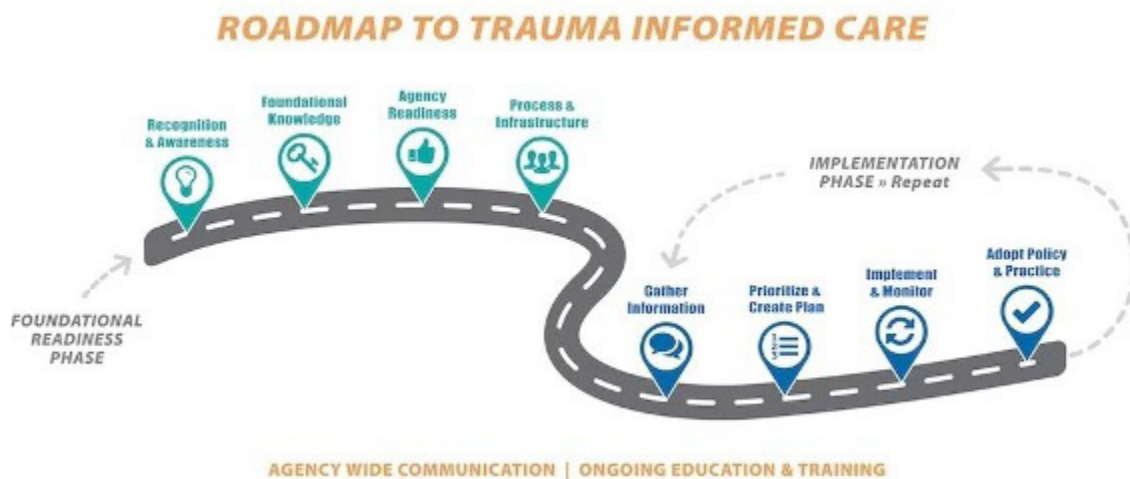 ROADMAP TO TRAUMA INFORMED CARE
Recognition
& Awareness
Foundational
Knowledge
Agency
Readiness
Process &
Infrastructure
FOUNDATIONAL
READINESS
PHASE
IMPLEMENTATION
PHASE » Repeat
Gather
Information
Prioritize &
Create Plan
Implement
& Monitor
Adopt Policy
& Practice
AGENCY WIDE COMMUNICATION | ONGOING EDUCATION & TRAINING